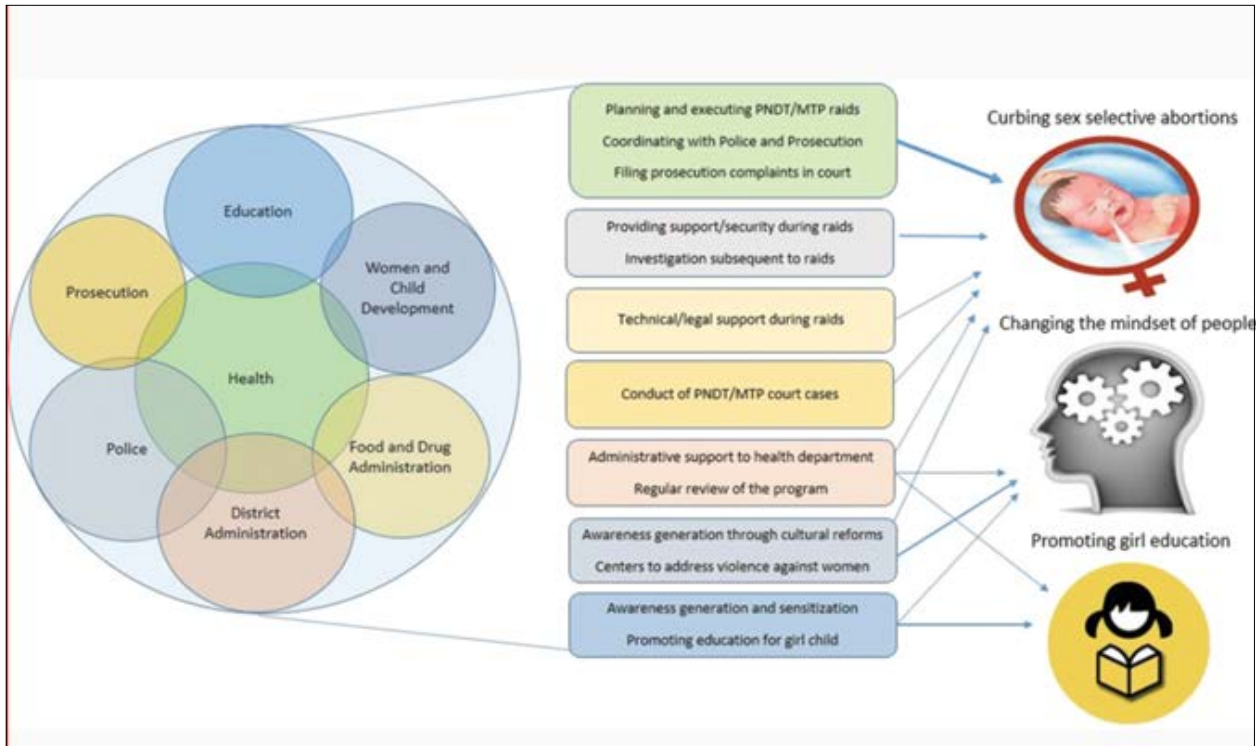 Education
Prosecution
Women and
Child
Development
Health
Police
Food and Drug
Administration
District
Administration
Planning and executing PNDT/MTP raids
Coordinating with Police and Prosecution
Filing prosecution complaints in court
Providing support/security during raids
Investigation subsequent to raids
Technical/legal support during raids
Conduct of PNDT/MTP court cases
Administrative support to health department
Regular review of the program
Awareness generation through cultural reforms
Centers to address violence against women
Awareness generation and sensitization
Promoting education for girl child
Curbing sex selective abortions
Changing the mindset of people
Promoting girl education